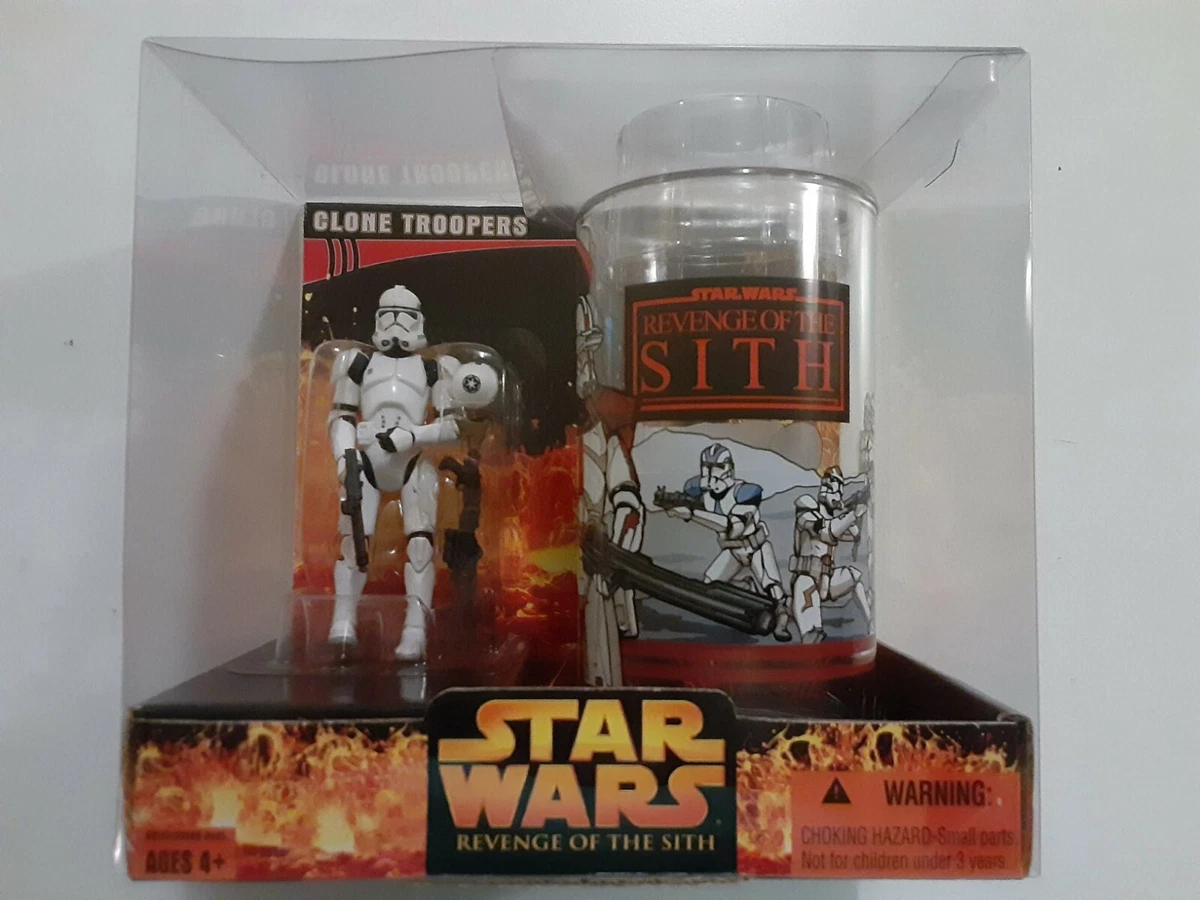 CLONE TROOPERS
STAR WARS
REVENGE OF THE
SITH
STAR
WARS
REVENGE OF THE SITH
AGES 4+
WARNING:
CHOKING HAZARD-Small parts.
Not for children under 3 years.